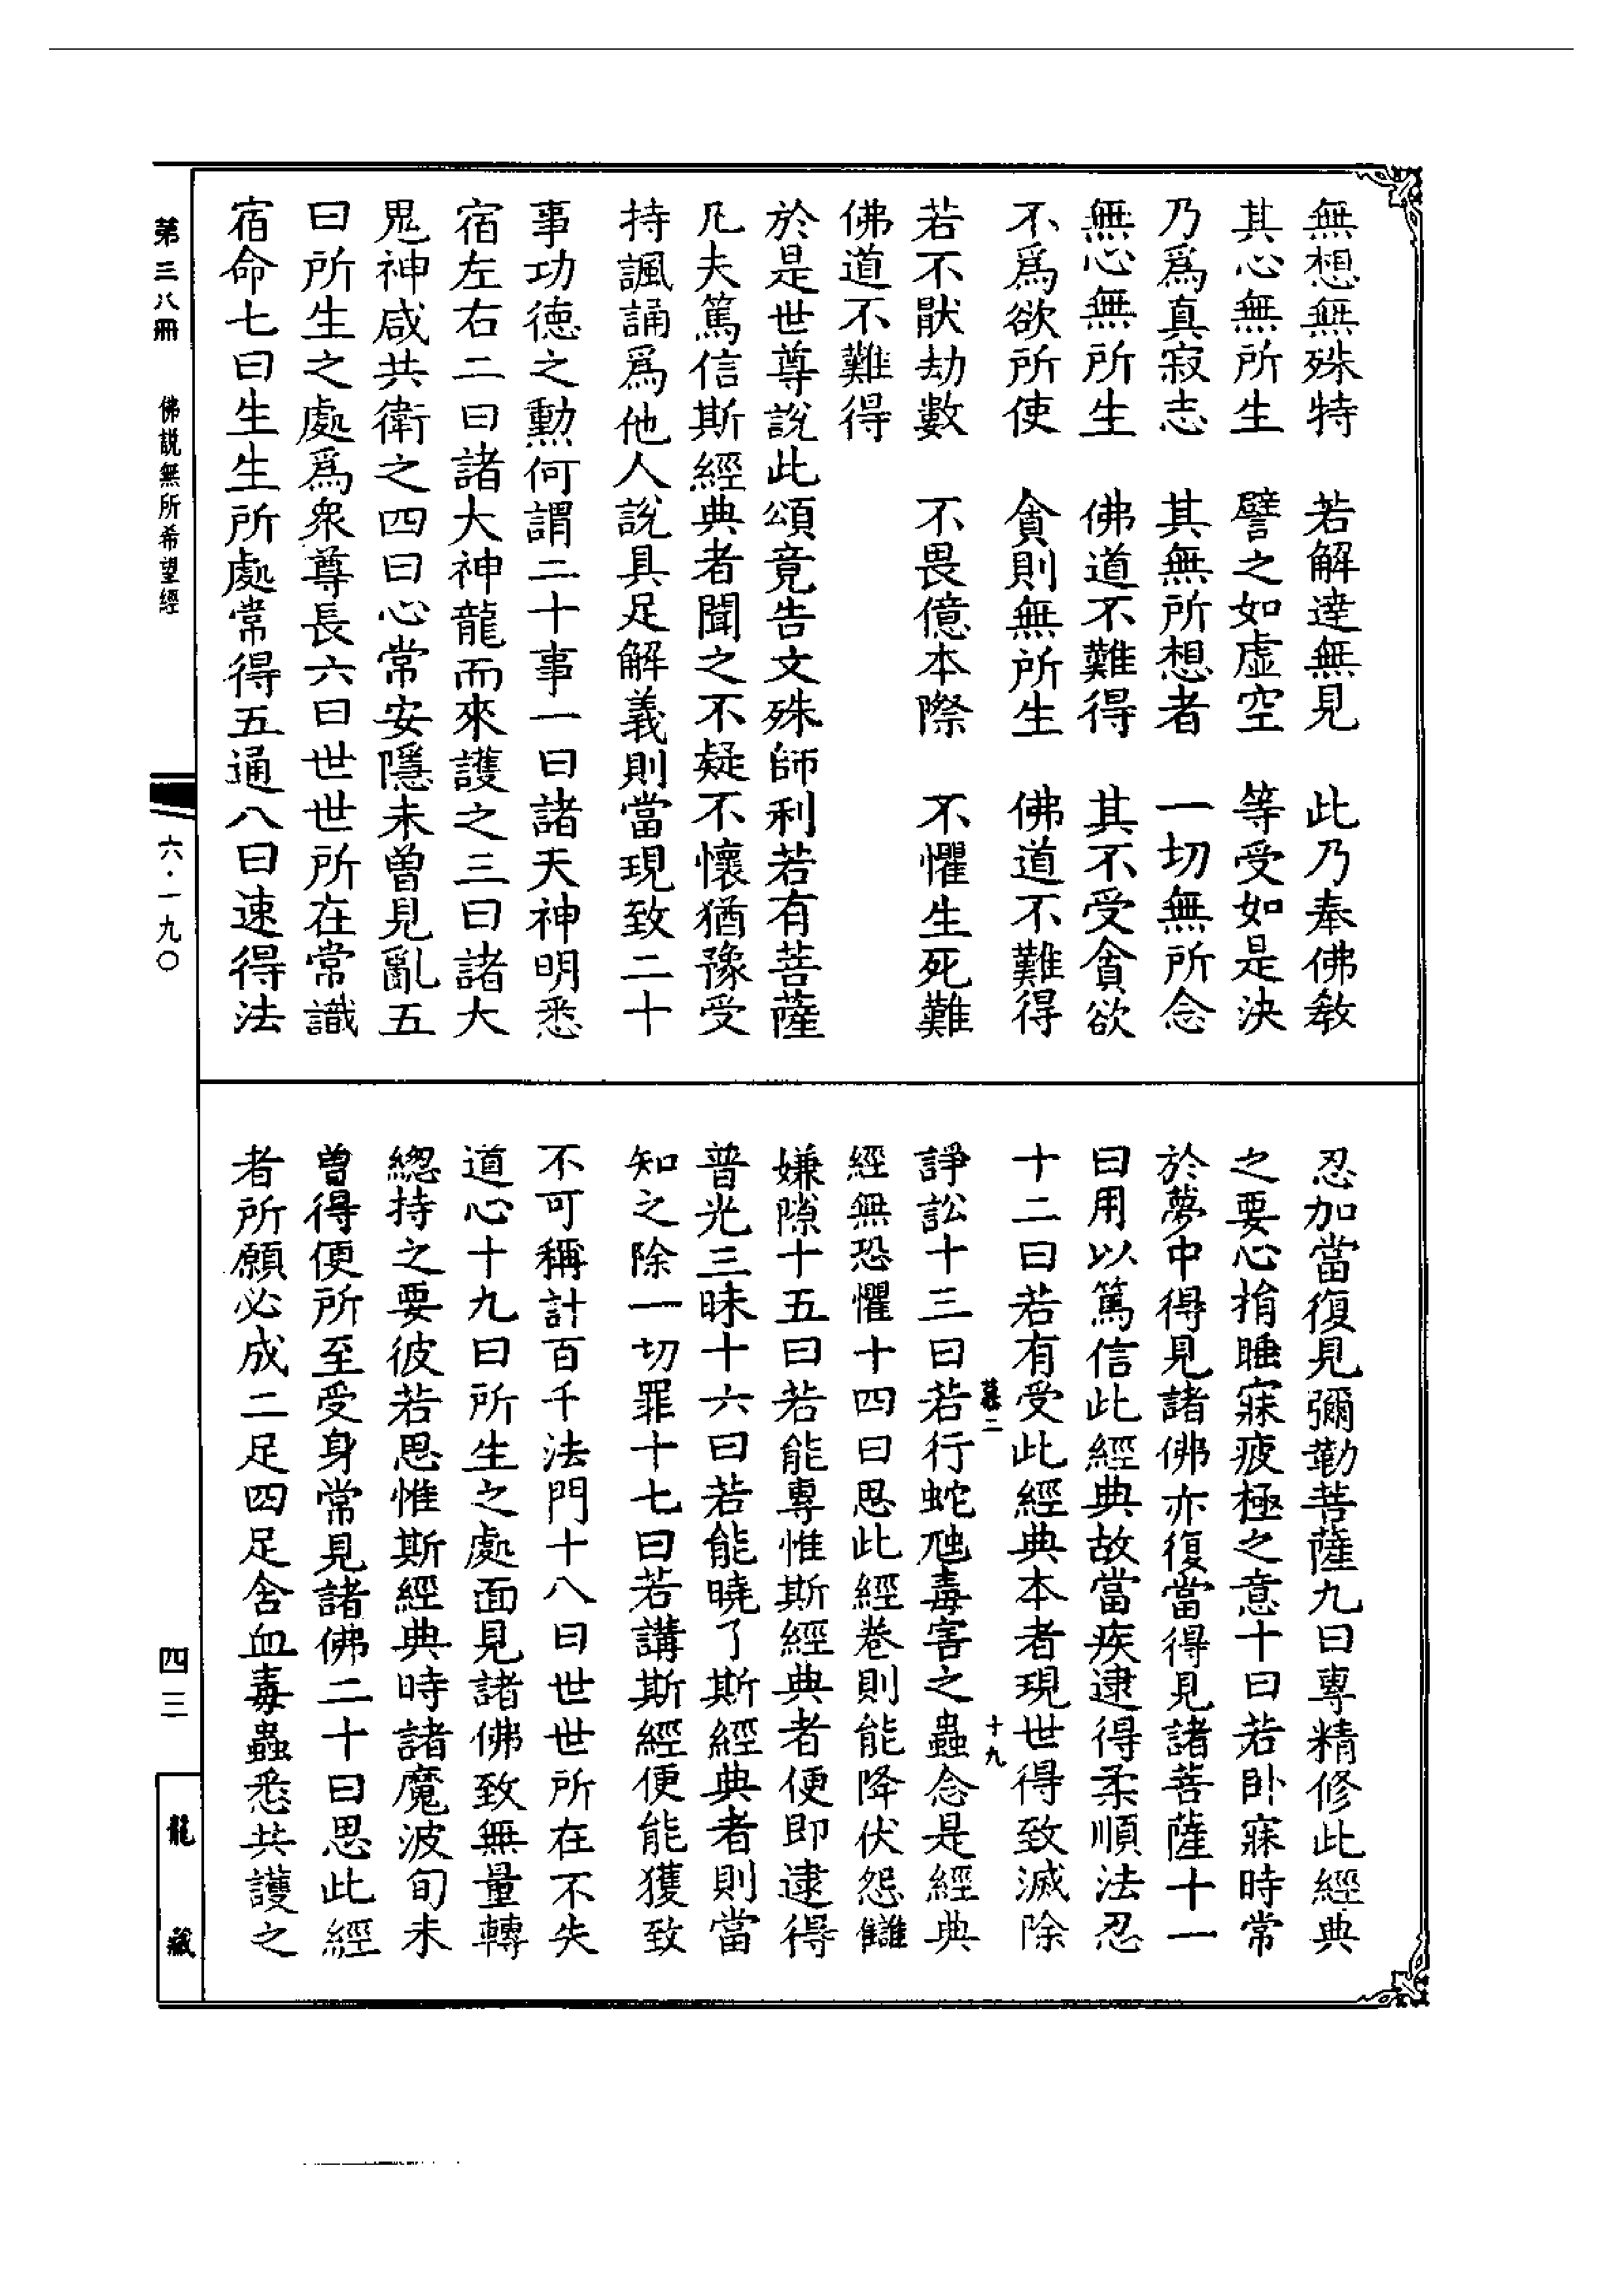 無想無殊特　若解達無見　此乃奉佛教
其心無所生　譬之如虛空　等受如是決
乃為真寂志　其無所想者　一切無所念
無心無所生　佛道不難得　其不受貪欲
不為欲所使　貪則無所生　佛道不難得
若不猒劫數　不畏億本際　不懼生死難
佛道不難得
於是世尊說此頌竟告文殊師利若有菩薩
凡夫篤信斯經典者聞之不疑不懷猶豫受
持諷誦為他人說具足解義則當現致二十
事功德之勳何謂二十事一曰諸天神明悉
宿左右二曰諸大神龍而來護之三曰諸大
鬼神咸共衛之四曰心常安隱未曾見亂五
曰所生之處為眾尊長六曰世世所在常識
宿命七曰生生所處常得五通八曰速得法
忍加當復見彌勒菩薩九曰專精修此經典
之要心捐睡寐疲極之意十曰若臥寐時常
於夢中得見諸佛亦復當得見諸菩薩十一
曰用以篤信此經典故當疾逮得柔順法忍
十二曰若有受此經典本者現世得致滅除
諍訟十三曰若行蛇虺毒害之蟲念是經典
經無恐懼十四曰思此經卷則能降伏怨讎
嫌隙十五曰若能專惟斯經典者便即逮得
普光三昧十六曰若能曉了斯經典者則當
知之除一切罪十七曰若講斯經便能獲致
不可稱計百千法門十八曰世世所在不失
道心十九曰所生之處面見諸佛致無量轉
總持之要彼若思惟斯經典時諸魔波旬未
曾得便所至受身常見諸佛二十曰思此經
者所願必成二足四足含血毒蟲悉共護之
慕二　十九
第三八冊　佛說無所希望經　六·一九〇　四三　龍藏